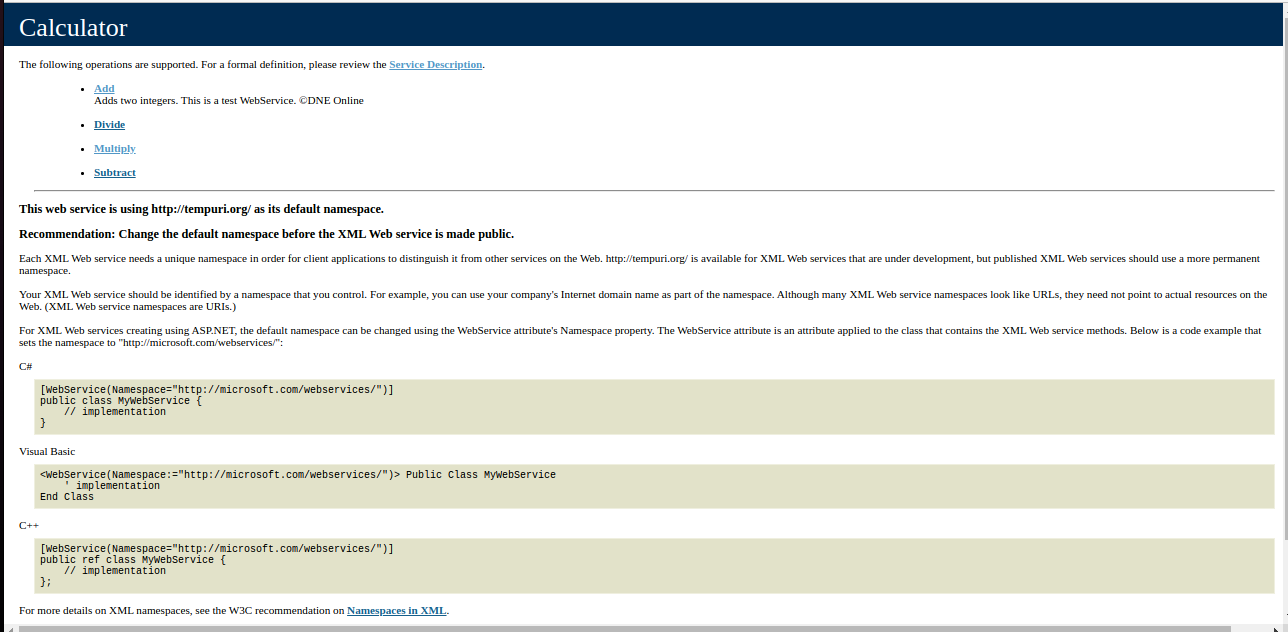 Calculator
The following operations are supported. For a formal definition, please review the Service Description.
Add
Adds two integers. This is a test WebService. ©DNE Online
Divide
Multiply
Subtract
This web service is using http://tempuri.org/ as its default namespace.
Recommendation: Change the default namespace before the XML Web service is made public.
Each XML Web service needs a unique namespace in order for client applications to distinguish it from other services on the Web. http://tempuri.org/ is available for XML Web services that are under development, but published XML Web services should use a more permanent
namespace.
Your XML Web service should be identified by a namespace that you control. For example, you can use your company's Internet domain name as part of the namespace. Although many XML Web service namespaces look like URLs, they need not point to actual resources on the
Web. (XML Web service namespaces are URIs.)
For XML Web services creating using ASP.NET, the default namespace can be changed using the WebService attribute's Namespace property. The WebService attribute is an attribute applied to the class that contains the XML Web service methods. Below is a code example that
sets the namespace to "http://microsoft.com/webservices/":
C#
[WebService(Namespace="http://microsoft.com/webservices/")]
public class MyWebService {
    // implementation
}
Visual Basic
<WebService(Namespace:="http://microsoft.com/webservices/")> Public Class MyWebService
    ' implementation
End Class
C++
[WebService(Namespace="http://microsoft.com/webservices/")]
public ref class MyWebService {
    // implementation
};
For more details on XML namespaces, see the W3C recommendation on Namespaces in XML.